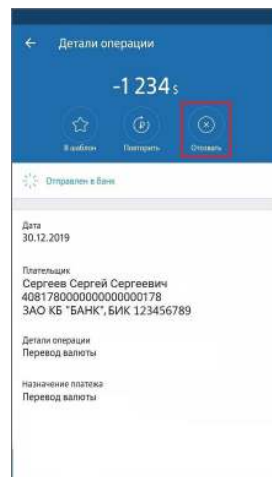 Детали операции
-1 234 $
В шаблон Повторить Отозвать
Отправлен в банк
Дата
30.12.2019
Плательщик
Сергеев Сергей Сергеевич
4081780000000000000178
ЗАО КБ "БАНК", БИК 123456789
Детали операции
Перевод валюты
Назначение платежа
Перевод валюты